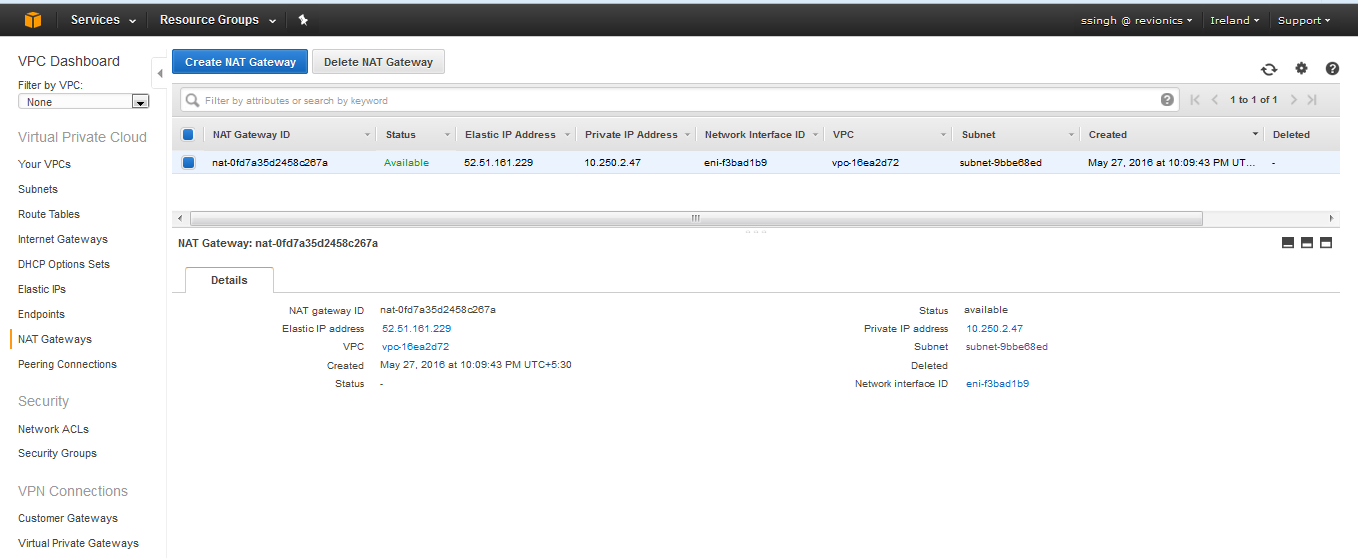 Services Resource Groups ssingh @ revionics Ireland Support
VPC Dashboard
Filter by VPC:
None
Virtual Private Cloud
Your VPCs
Subnets
Route Tables
Internet Gateways
DHCP Options Sets
Elastic IPs
Endpoints
NAT Gateways
Peering Connections
Security
Network ACLs
Security Groups
VPN Connections
Customer Gateways
Virtual Private Gateways
Create NAT Gateway Delete NAT Gateway
Filter by attributes or search by keyword 1 to 1 of 1
NAT Gateway ID Status Elastic IP Address Private IP Address Network Interface ID VPC Subnet Created Deleted
nat-0fd7a35d2458c267a Available 52.51.161.229 10.250.2.47 eni-f3bad1b9 vpc-16ea2d72 subnet-9bbe68ed May 27, 2016 at 10:09:43 PM UT... -
NAT Gateway: nat-0fd7a35d2458c267a
Details
NAT gateway ID nat-0fd7a35d2458c267a Status available
Elastic IP address 52.51.161.229 Private IP address 10.250.2.47
VPC vpc-16ea2d72 Subnet subnet-9bbe68ed
Created May 27, 2016 at 10:09:43 PM UTC+5:30 Deleted
Status - Network interface ID eni-f3bad1b9